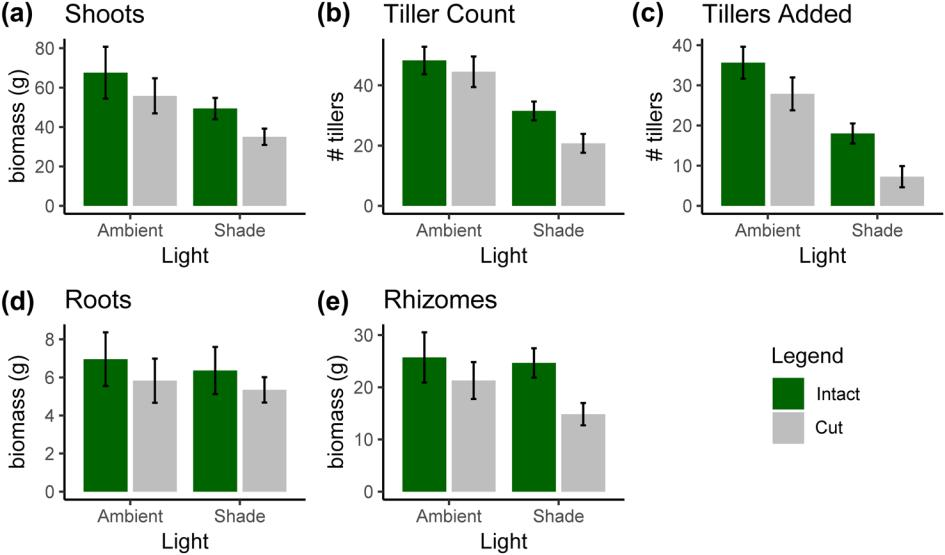 (a) Shoots
biomass (g)
80
60
40
20
0
Ambient Shade
Light
(b) Tiller Count
# tillers
40
20
0
Ambient Shade
Light
(c) Tillers Added
# tillers
40
30
20
10
0
Ambient Shade
Light
(d) Roots
biomass (g)
8
6
4
2
0
Ambient Shade
Light
(e) Rhizomes
biomass (g)
30
20
10
0
Ambient Shade
Light
Legend
Intact
Cut